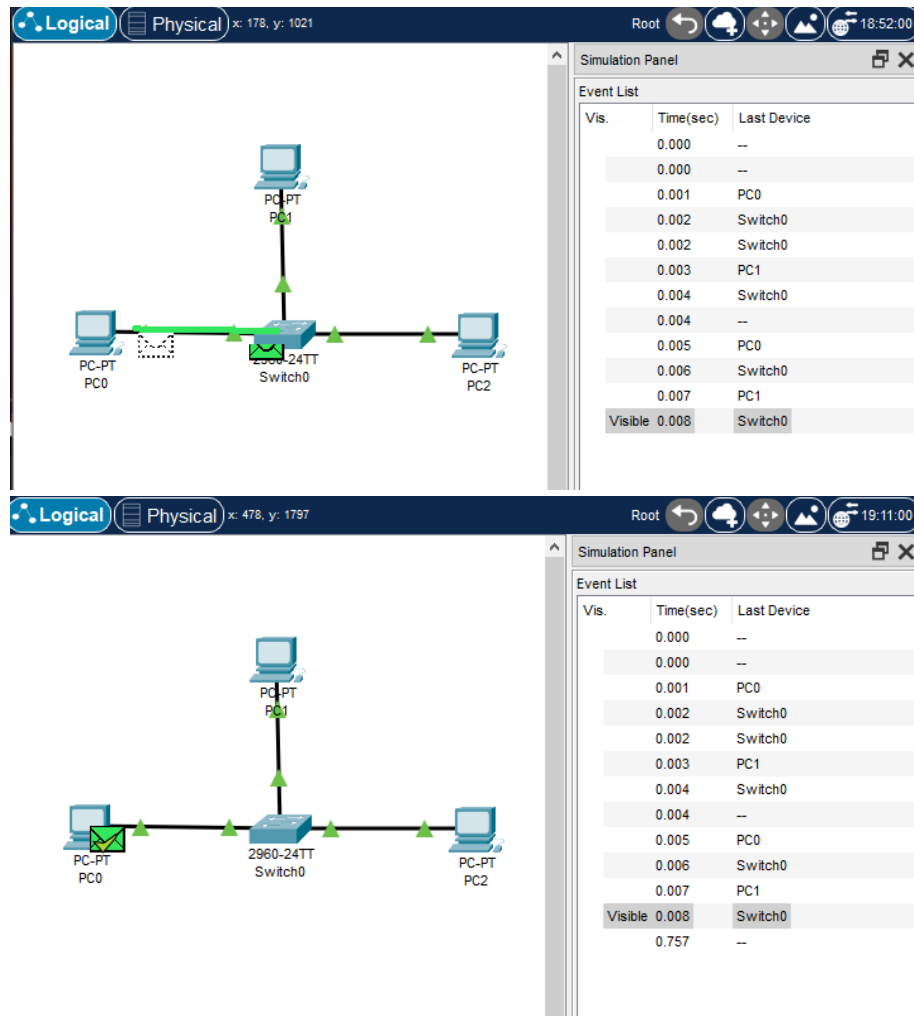 Logical Physical x: 178, y: 1021 Root 18:52:00
Simulation Panel
Event List
Vis. Time(sec) Last Device
0.000 --
0.000 --
0.001 PC0
0.002 Switch0
0.002 Switch0
0.003 PC1
0.004 Switch0
0.004 --
0.005 PC0
0.006 Switch0
0.007 PC1
Visible 0.008 Switch0
PC-PT
PC1
PC-PT
PC0
2960-24TT
Switch0
PC-PT
PC2
Logical Physical x: 478, y: 1797 Root 19:11:00
Simulation Panel
Event List
Vis. Time(sec) Last Device
0.000 --
0.000 --
0.001 PC0
0.002 Switch0
0.002 Switch0
0.003 PC1
0.004 Switch0
0.004 --
0.005 PC0
0.006 Switch0
0.007 PC1
Visible 0.008 Switch0
0.757 --
PC-PT
PC1
PC-PT
PC0
2960-24TT
Switch0
PC-PT
PC2